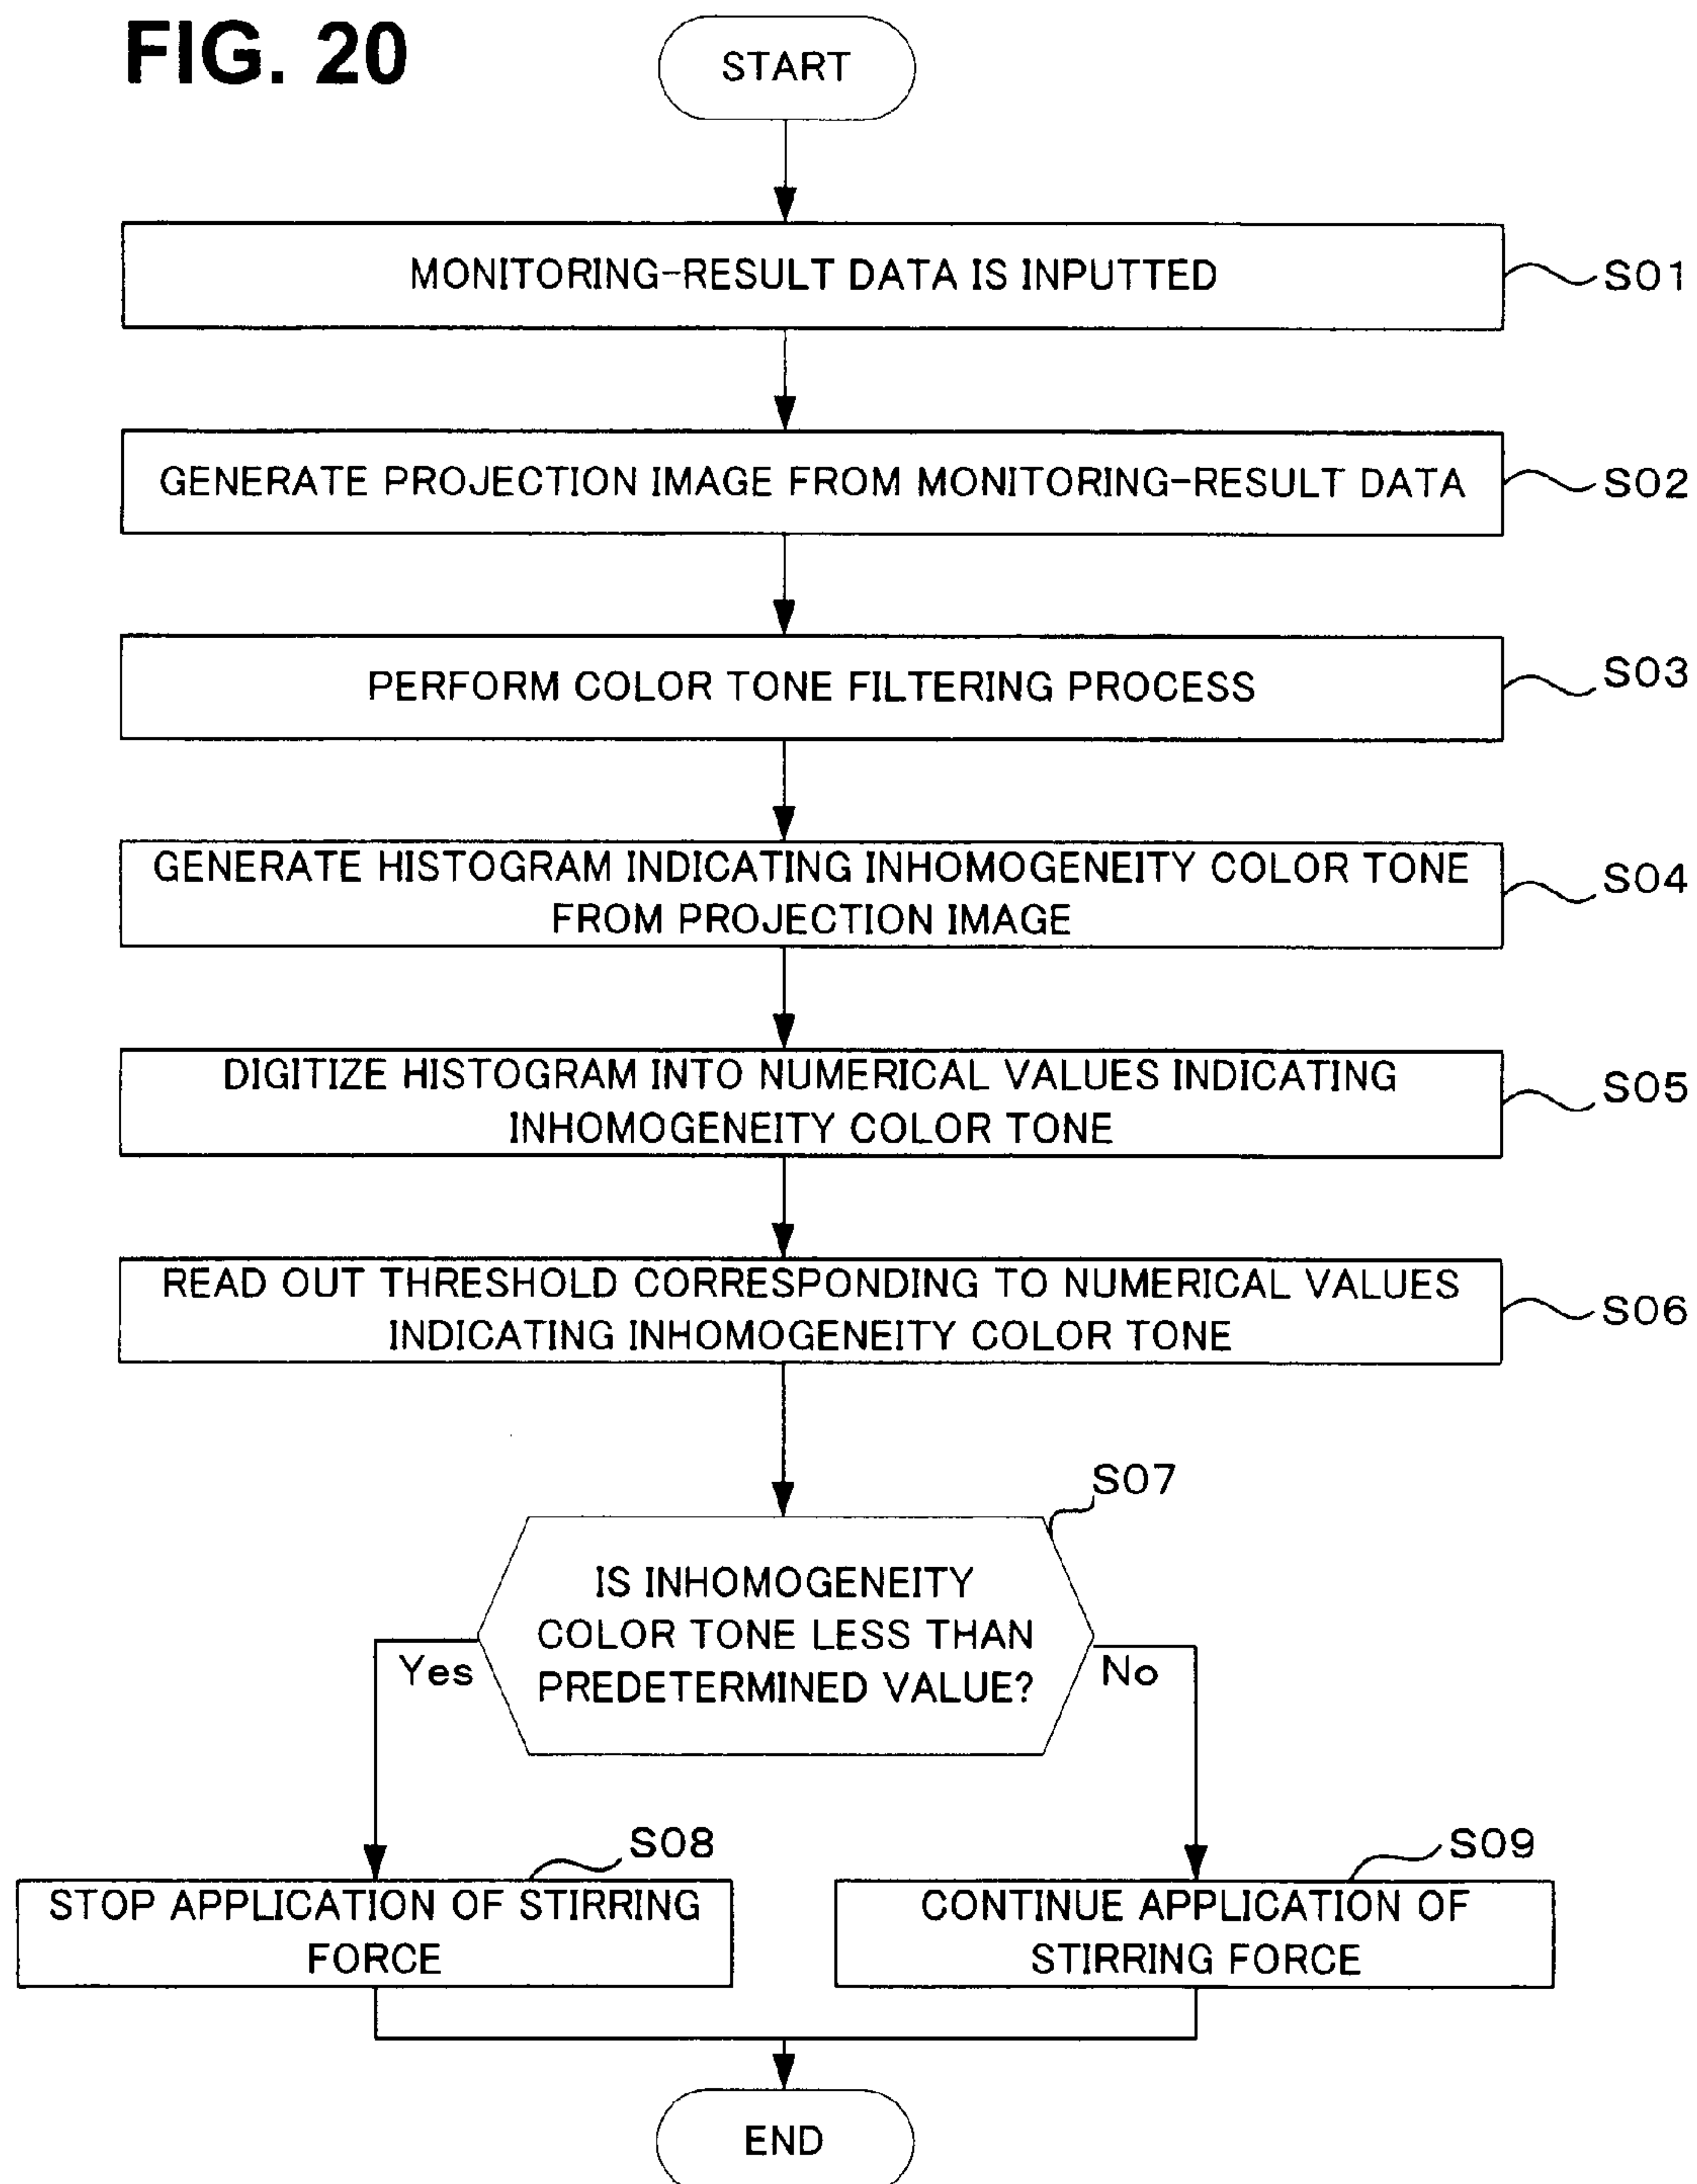 FIG. 20
START
MONITORING-RESULT DATA IS INPUTTED
S01
GENERATE PROJECTION IMAGE FROM MONITORING-RESULT DATA
S02
PERFORM COLOR TONE FILTERING PROCESS
S03
GENERATE HISTOGRAM INDICATING INHOMOGENEITY COLOR TONE
FROM PROJECTION IMAGE
S04
DIGITIZE HISTOGRAM INTO NUMERICAL VALUES INDICATING
INHOMOGENEITY COLOR TONE
S05
READ OUT THRESHOLD CORRESPONDING TO NUMERICAL VALUES
INDICATING INHOMOGENEITY COLOR TONE
S06
S07
IS INHOMOGENEITY
COLOR TONE LESS THAN
PREDETERMINED VALUE?
Yes
No
S08
STOP APPLICATION OF STIRRING
FORCE
S09
CONTINUE APPLICATION OF
STIRRING FORCE
END